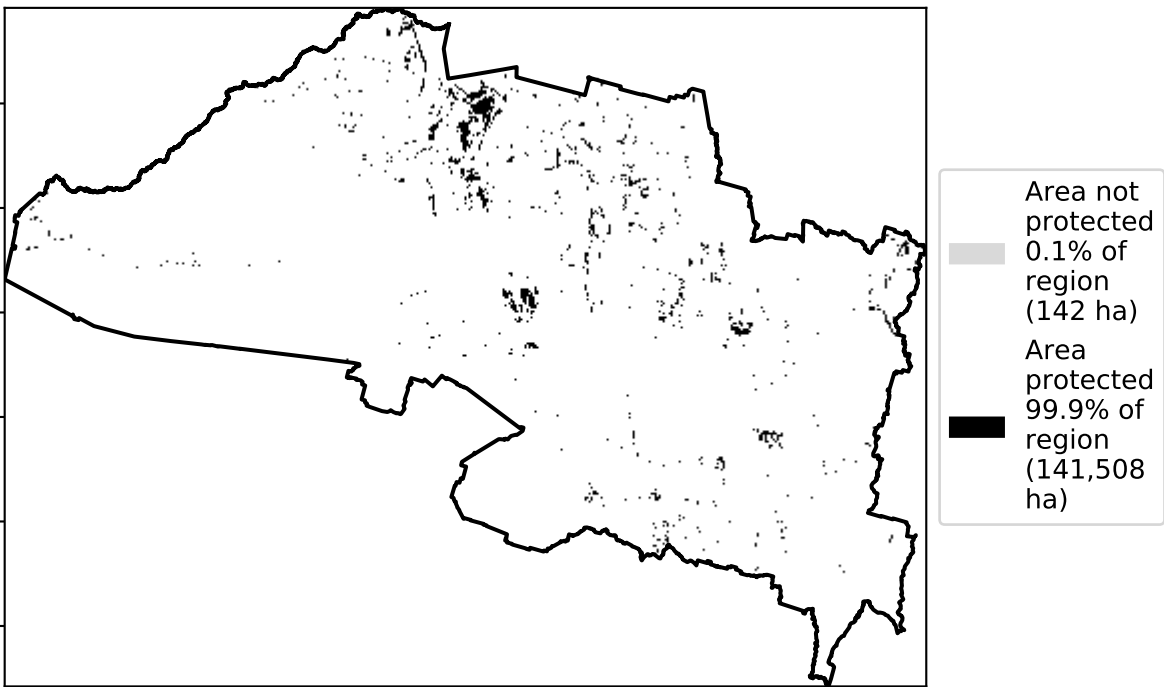 Area not
protected
0.1% of
region
(142 ha)
Area
protected
99.9% of
region
(141,508
ha)